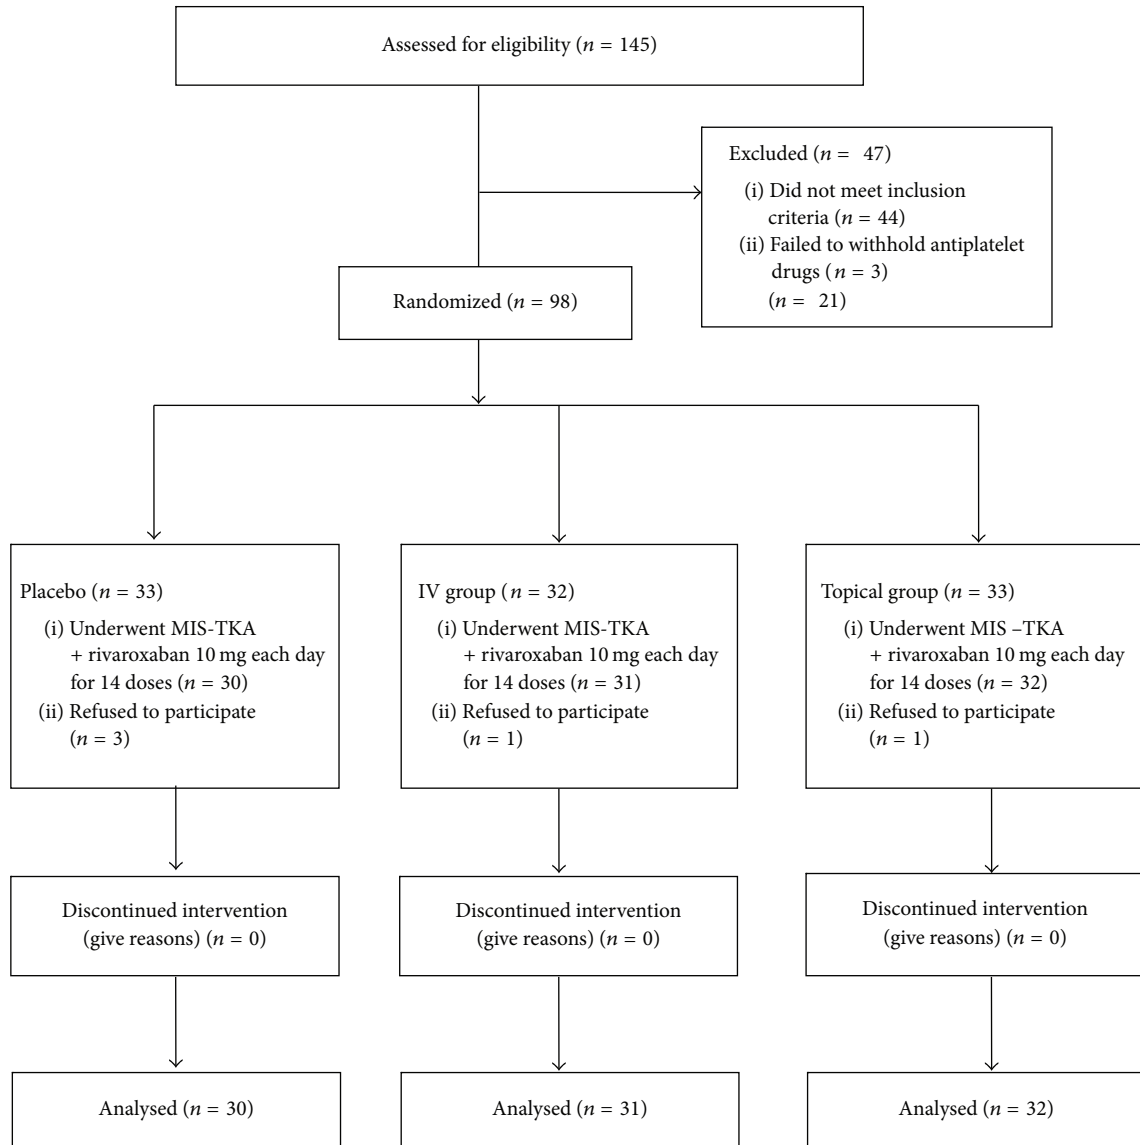 Assessed for eligibility (n = 145)
Excluded (n = 47)
(i) Did not meet inclusion
criteria (n = 44)
(ii) Failed to withhold antiplatelet
drugs (n = 3)
(n = 21)
Randomized (n = 98)
Placebo (n = 33)
(i) Underwent MIS-TKA
+ rivaroxaban 10 mg each day
for 14 doses (n = 30)
(ii) Refused to participate
(n = 3)
IV group (n = 32)
(i) Underwent MIS-TKA
+ rivaroxaban 10 mg each day
for 14 doses (n = 31)
(ii) Refused to participate
(n = 1)
Topical group (n = 33)
(i) Underwent MIS –TKA
+ rivaroxaban 10 mg each day
for 14 doses (n = 32)
(ii) Refused to participate
(n = 1)
Discontinued intervention
(give reasons) (n = 0)
Discontinued intervention
(give reasons) (n = 0)
Discontinued intervention
(give reasons) (n = 0)
Analysed (n = 30)
Analysed (n = 31)
Analysed (n = 32)